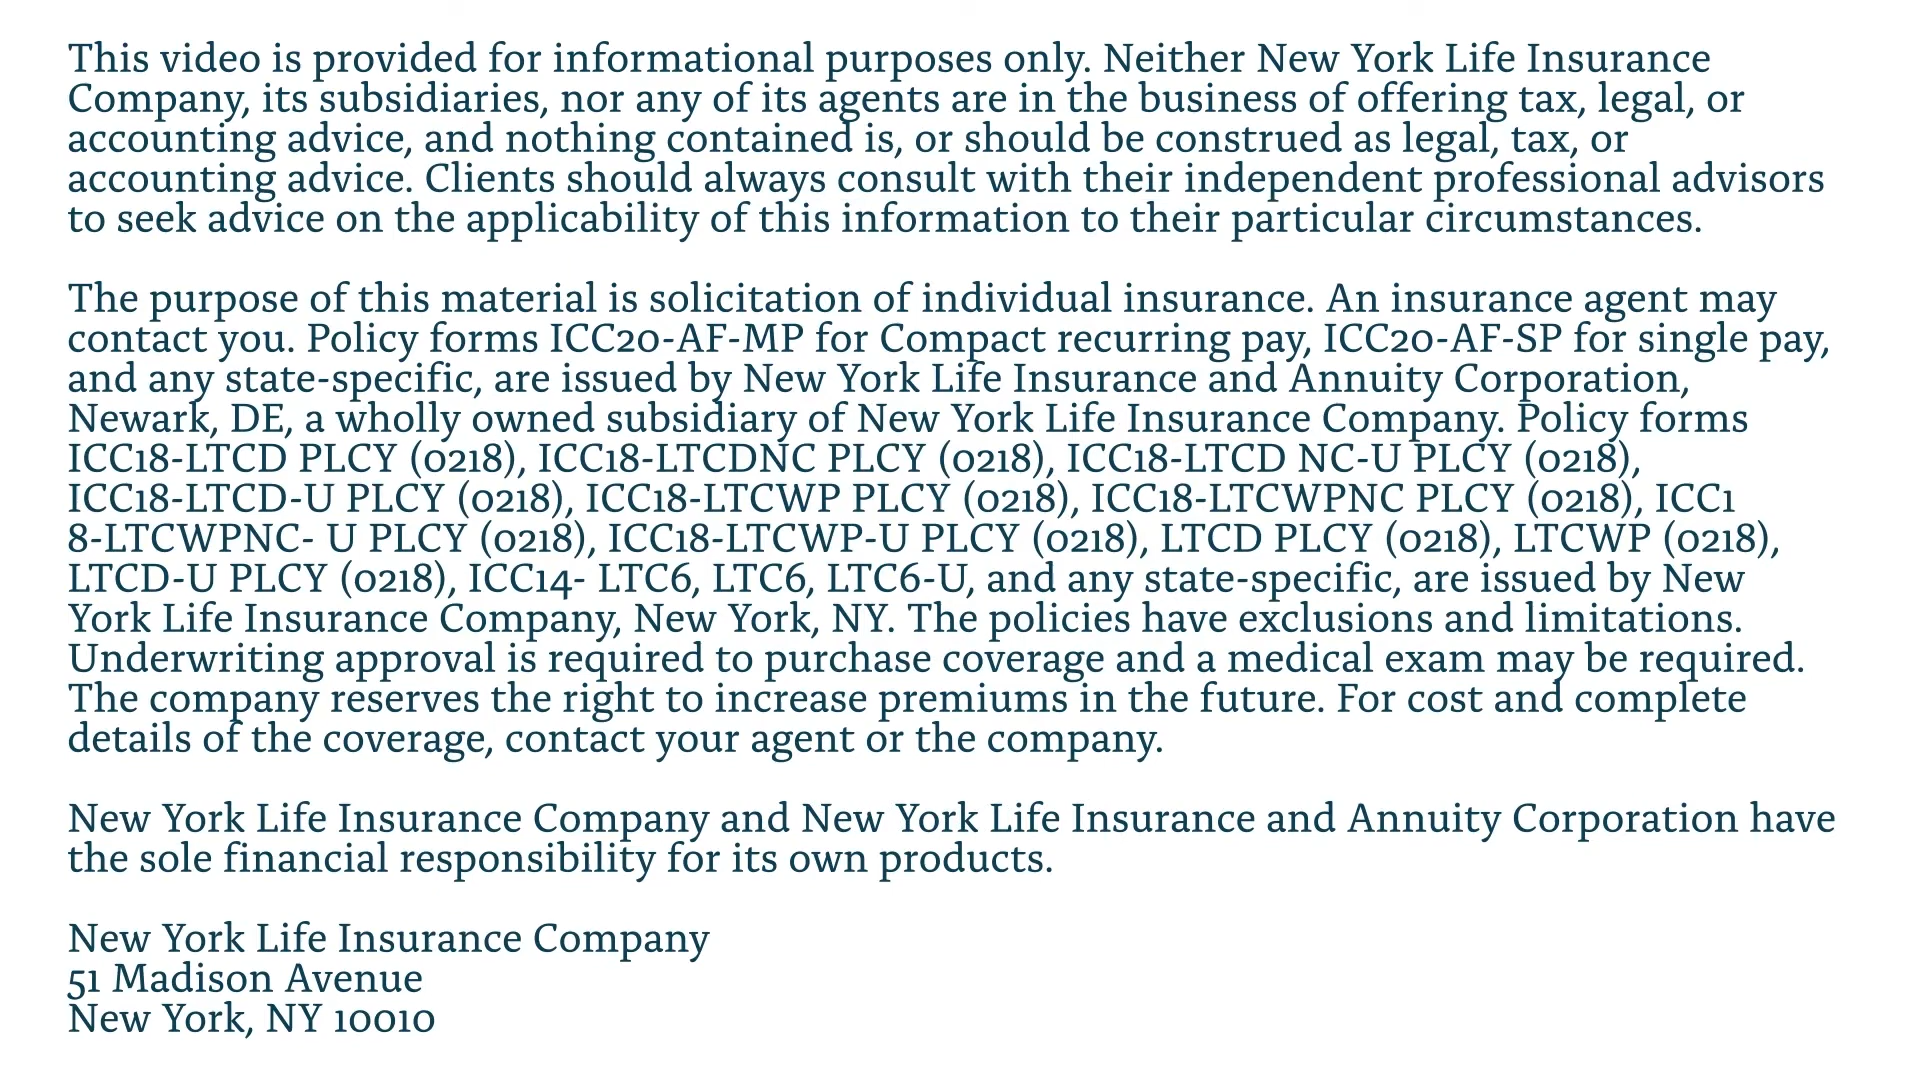 This video is provided for informational purposes only. Neither New York Life Insurance
Company, its subsidiaries, nor any of its agents are in the business of offering tax, legal, or
accounting advice, and nothing contained is, or should be construed as legal, tax, or
accounting advice. Clients should always consult with their independent professional advisors
to seek advice on the applicability of this information to their particular circumstances.
The purpose of this material is solicitation of individual insurance. An insurance agent may
contact you. Policy forms ICC20-AF-MP for Compact recurring pay, ICC20-AF-SP for single pay,
and any state-specific, are issued by New York Life Insurance and Annuity Corporation,
Newark, DE, a wholly owned subsidiary of New York Life Insurance Company. Policy forms
ICC18-LTCD PLCY (0218), ICC18-LTCDNC PLCY (0218), ICC18-LTCD NC-U PLCY (0218),
ICC18-LTCD-U PLCY (0218), ICC18-LTCWP PLCY (0218), ICC18-LTCWPNC PLCY (0218), ICC1
8-LTCWPNC- U PLCY (0218), ICC18-LTCWP-U PLCY (0218), LTCD PLCY (0218), LTCWP (0218),
LTCD-U PLCY (0218), ICC14- LTC6, LTC6, LTC6-U, and any state-specific, are issued by New
York Life Insurance Company, New York, NY. The policies have exclusions and limitations.
Underwriting approval is required to purchase coverage and a medical exam may be required.
The company reserves the right to increase premiums in the future. For cost and complete
details of the coverage, contact your agent or the company.
New York Life Insurance Company and New York Life Insurance and Annuity Corporation have
the sole financial responsibility for its own products.
New York Life Insurance Company
51 Madison Avenue
New York, NY 10010